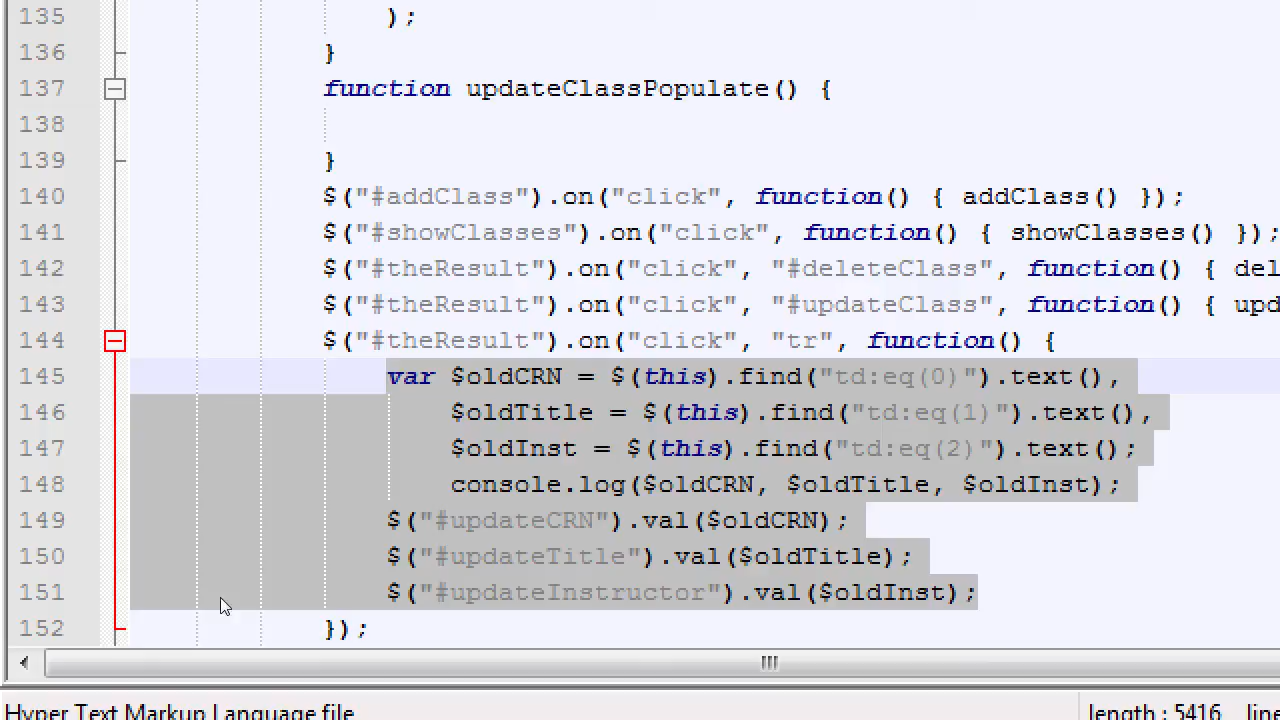 135 );
136 }
137 function updateClassPopulate() {
138
139 }
140 $("#addClass").on("click", function() { addClass() });
141 $("#showClasses").on("click", function() { showClasses() });
142 $("#theResult").on("click", "#deleteClass", function() { del
143 $("#theResult").on("click", "#updateClass", function() { upd
144 $("#theResult").on("click", "tr", function() {
145 var $oldCRN = $(this).find("td:eq(0)").text(),
146 $oldTitle = $(this).find("td:eq(1)").text(),
147 $oldInst = $(this).find("td:eq(2)").text();
148 console.log($oldCRN, $oldTitle, $oldInst);
149 $("#updateCRN").val($oldCRN);
150 $("#updateTitle").val($oldTitle);
151 $("#updateInstructor").val($oldInst);
152 });
Hyper Text Markup Language file length : 5416 line